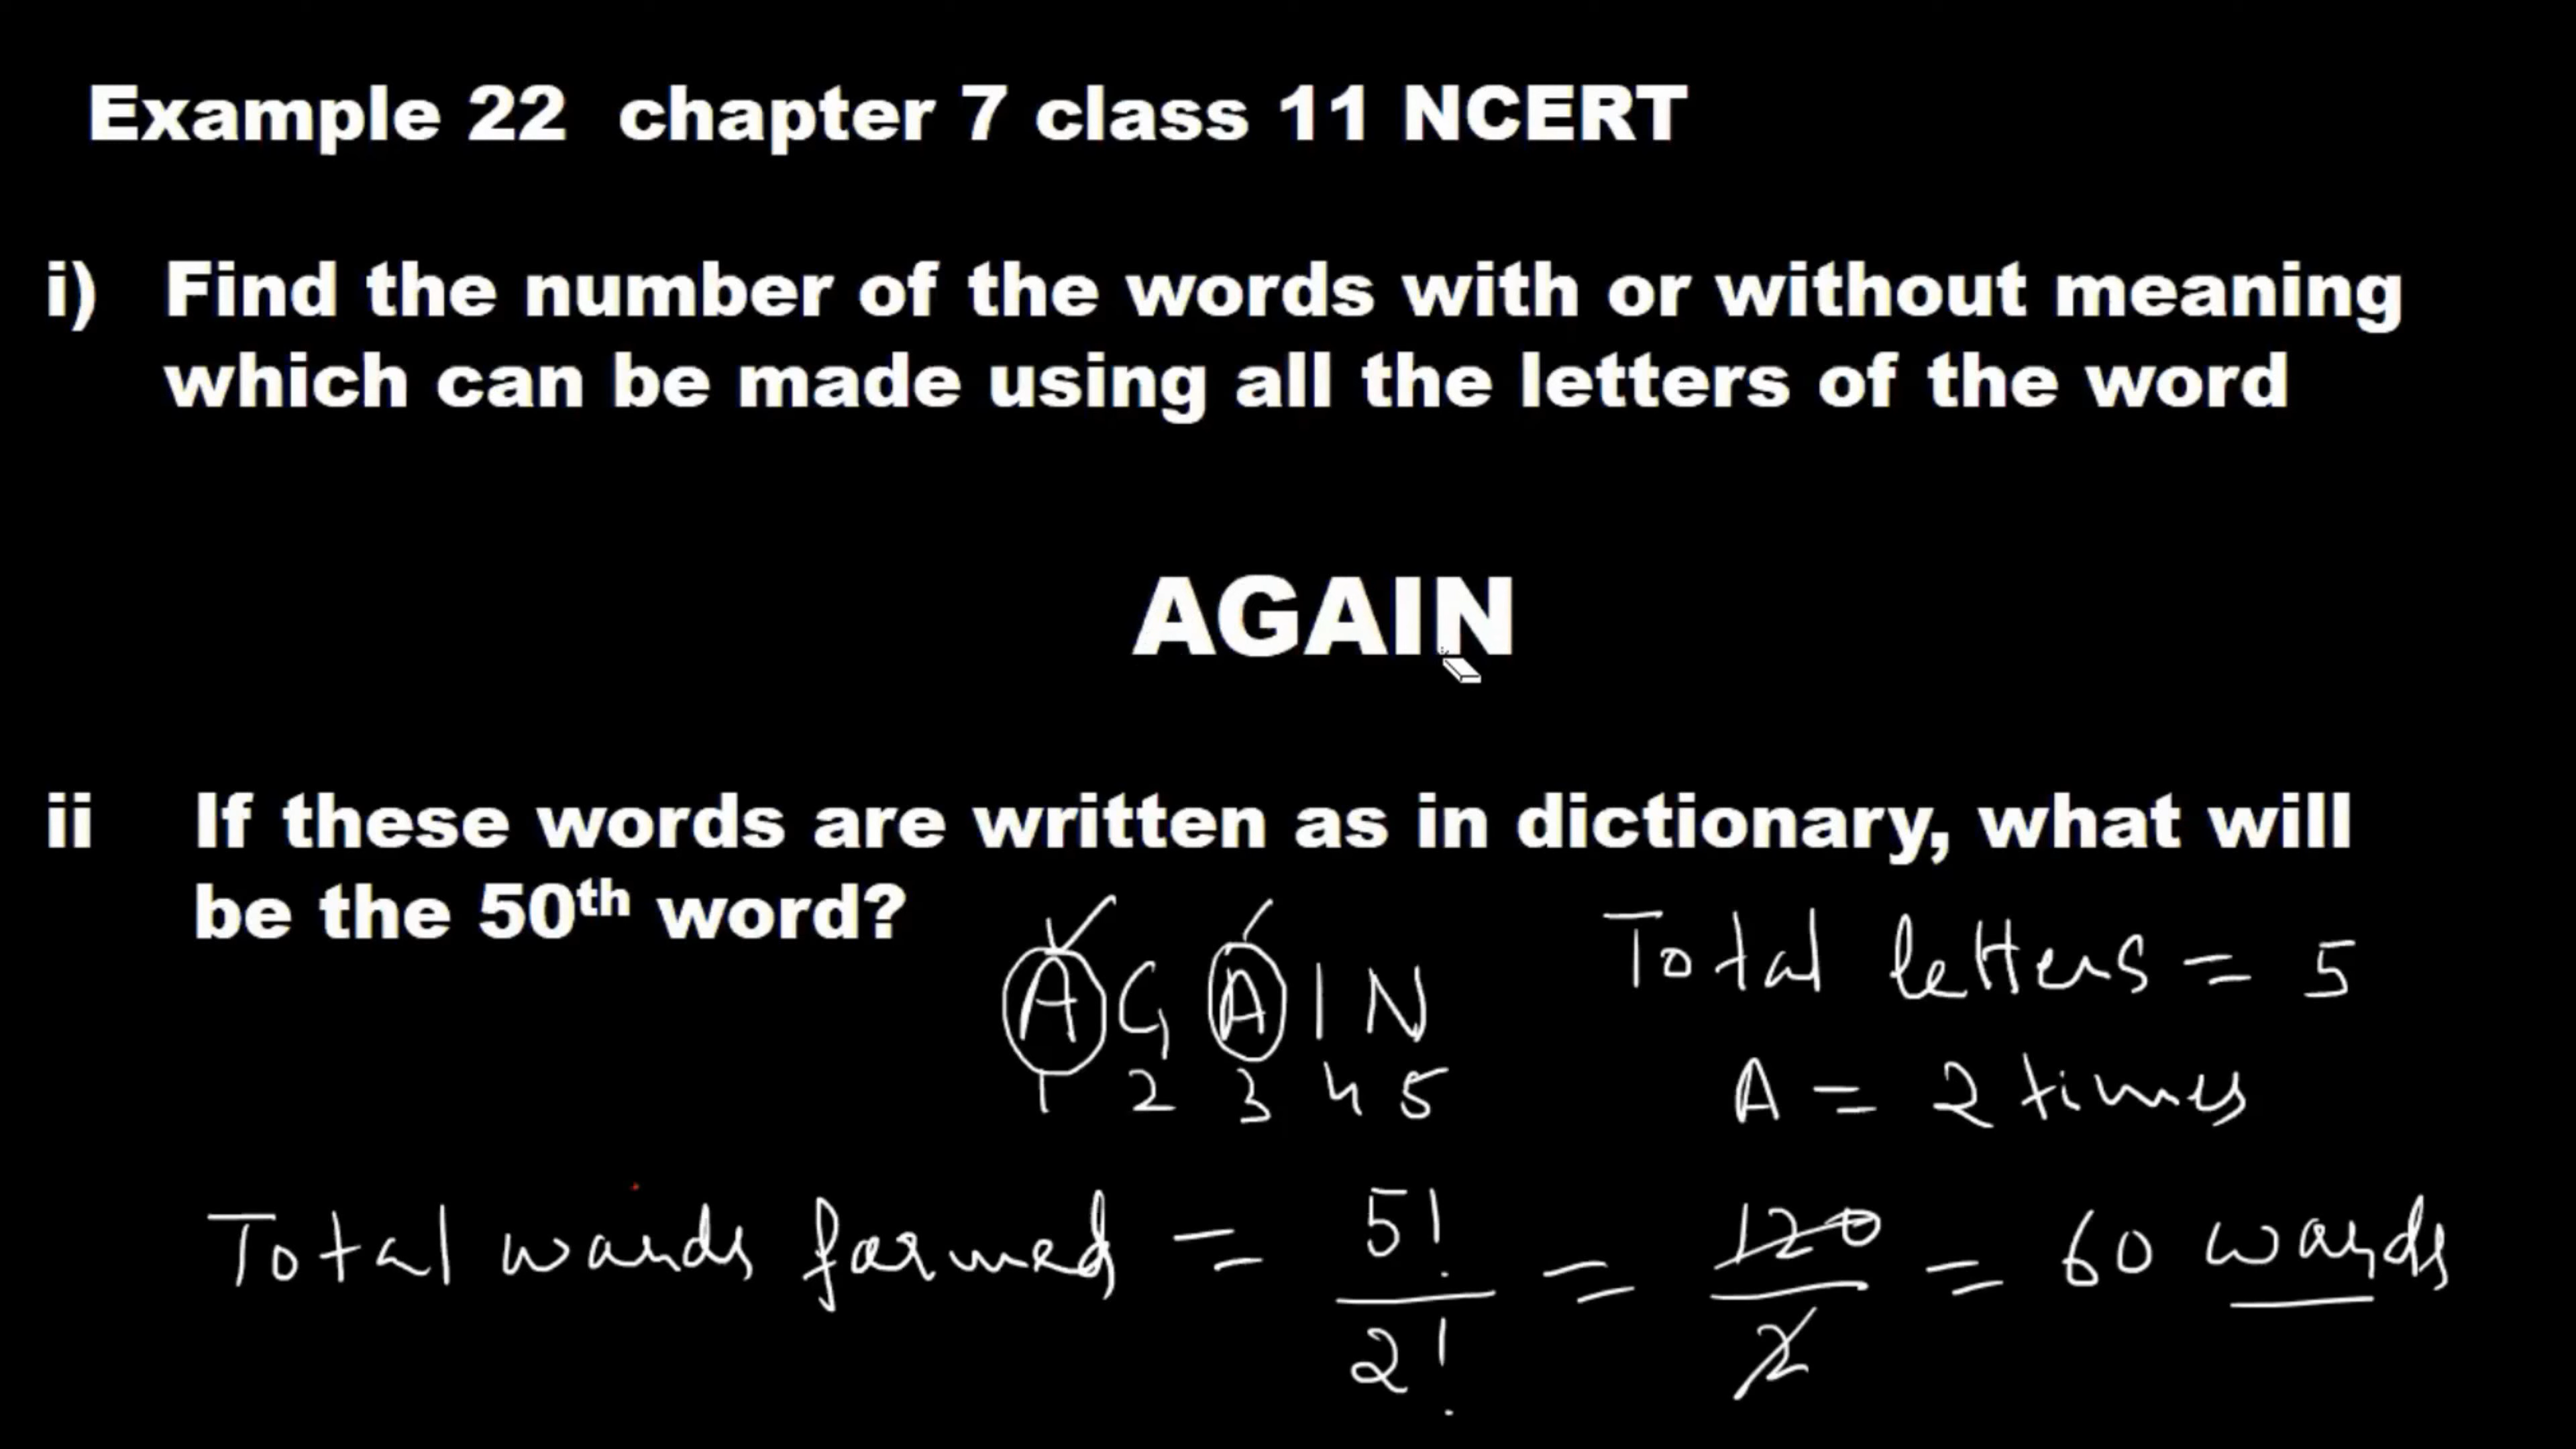 Example 22 chapter 7 class 11 NCERT
i) Find the number of the words with or without meaning
which can be made using all the letters of the word
AGAIN
ii If these words are written as in dictionary, what will
be the 50th word?
A G A I N
1 2 3 4 5
Total letters = 5
A = 2 times
Total words formed = 5!/2! = 120/2 = 60 words